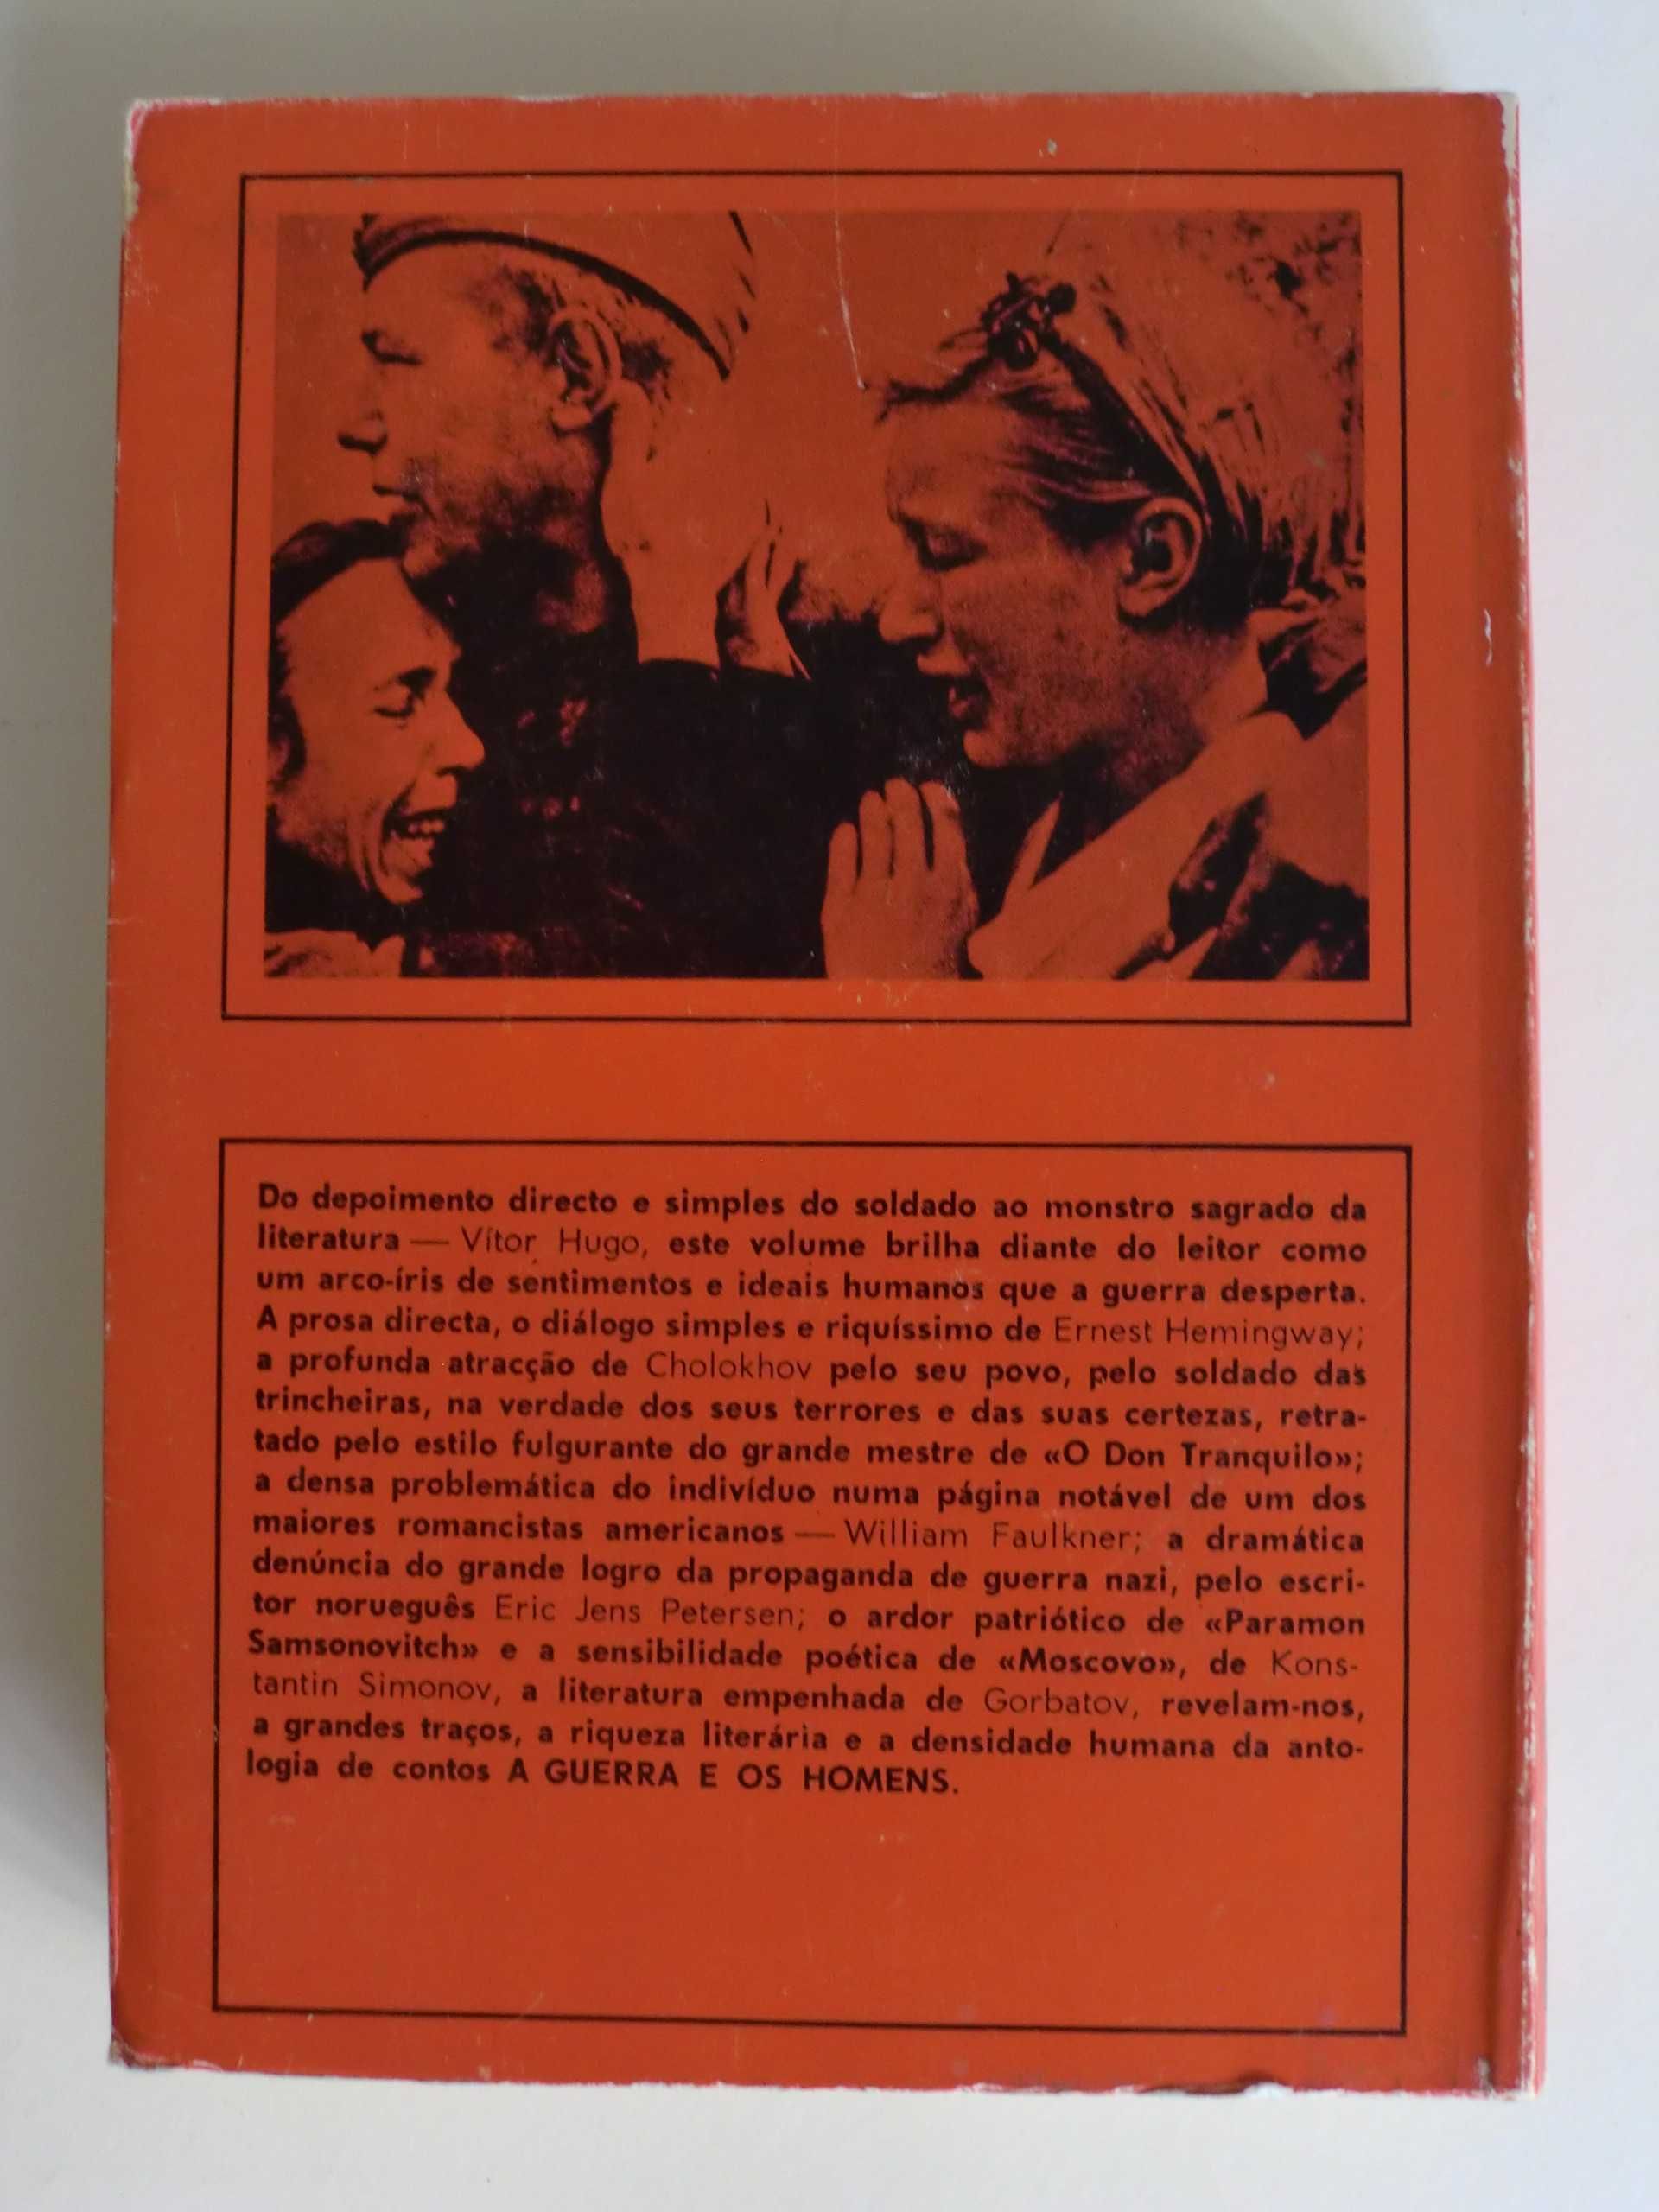 Do depoimento directo e simples do soldado ao monstro sagrado da
literatura — Vítor Hugo, este volume brilha diante do leitor como
um arco-íris de sentimentos e ideais humanos que a guerra desperta.
A prosa directa, o diálogo simples e riquíssimo de Ernest Hemingway;
a profunda atracção de Cholokhov pelo seu povo, pelo soldado das
trincheiras, na verdade dos seus terrores e das suas certezas, retra-
tado pelo estilo fulgurante do grande mestre de «O Don Tranquilo»;
a densa problemática do indivíduo numa página notável de um dos
maiores romancistas americanos — William Faulkner; a dramática
denúncia do grande logro da propaganda de guerra nazi, pelo escri-
tor norueguês Eric Jens Petersen; o ardor patriótico de «Paramon
Samsonovitch» e a sensibilidade poética de «Moscovo», de Kons-
tantin Simonov, a literatura empenhada de Gorbatov, revelam-nos,
a grandes traços, a riqueza literária e a densidade humana da anto-
logia de contos A GUERRA E OS HOMENS.